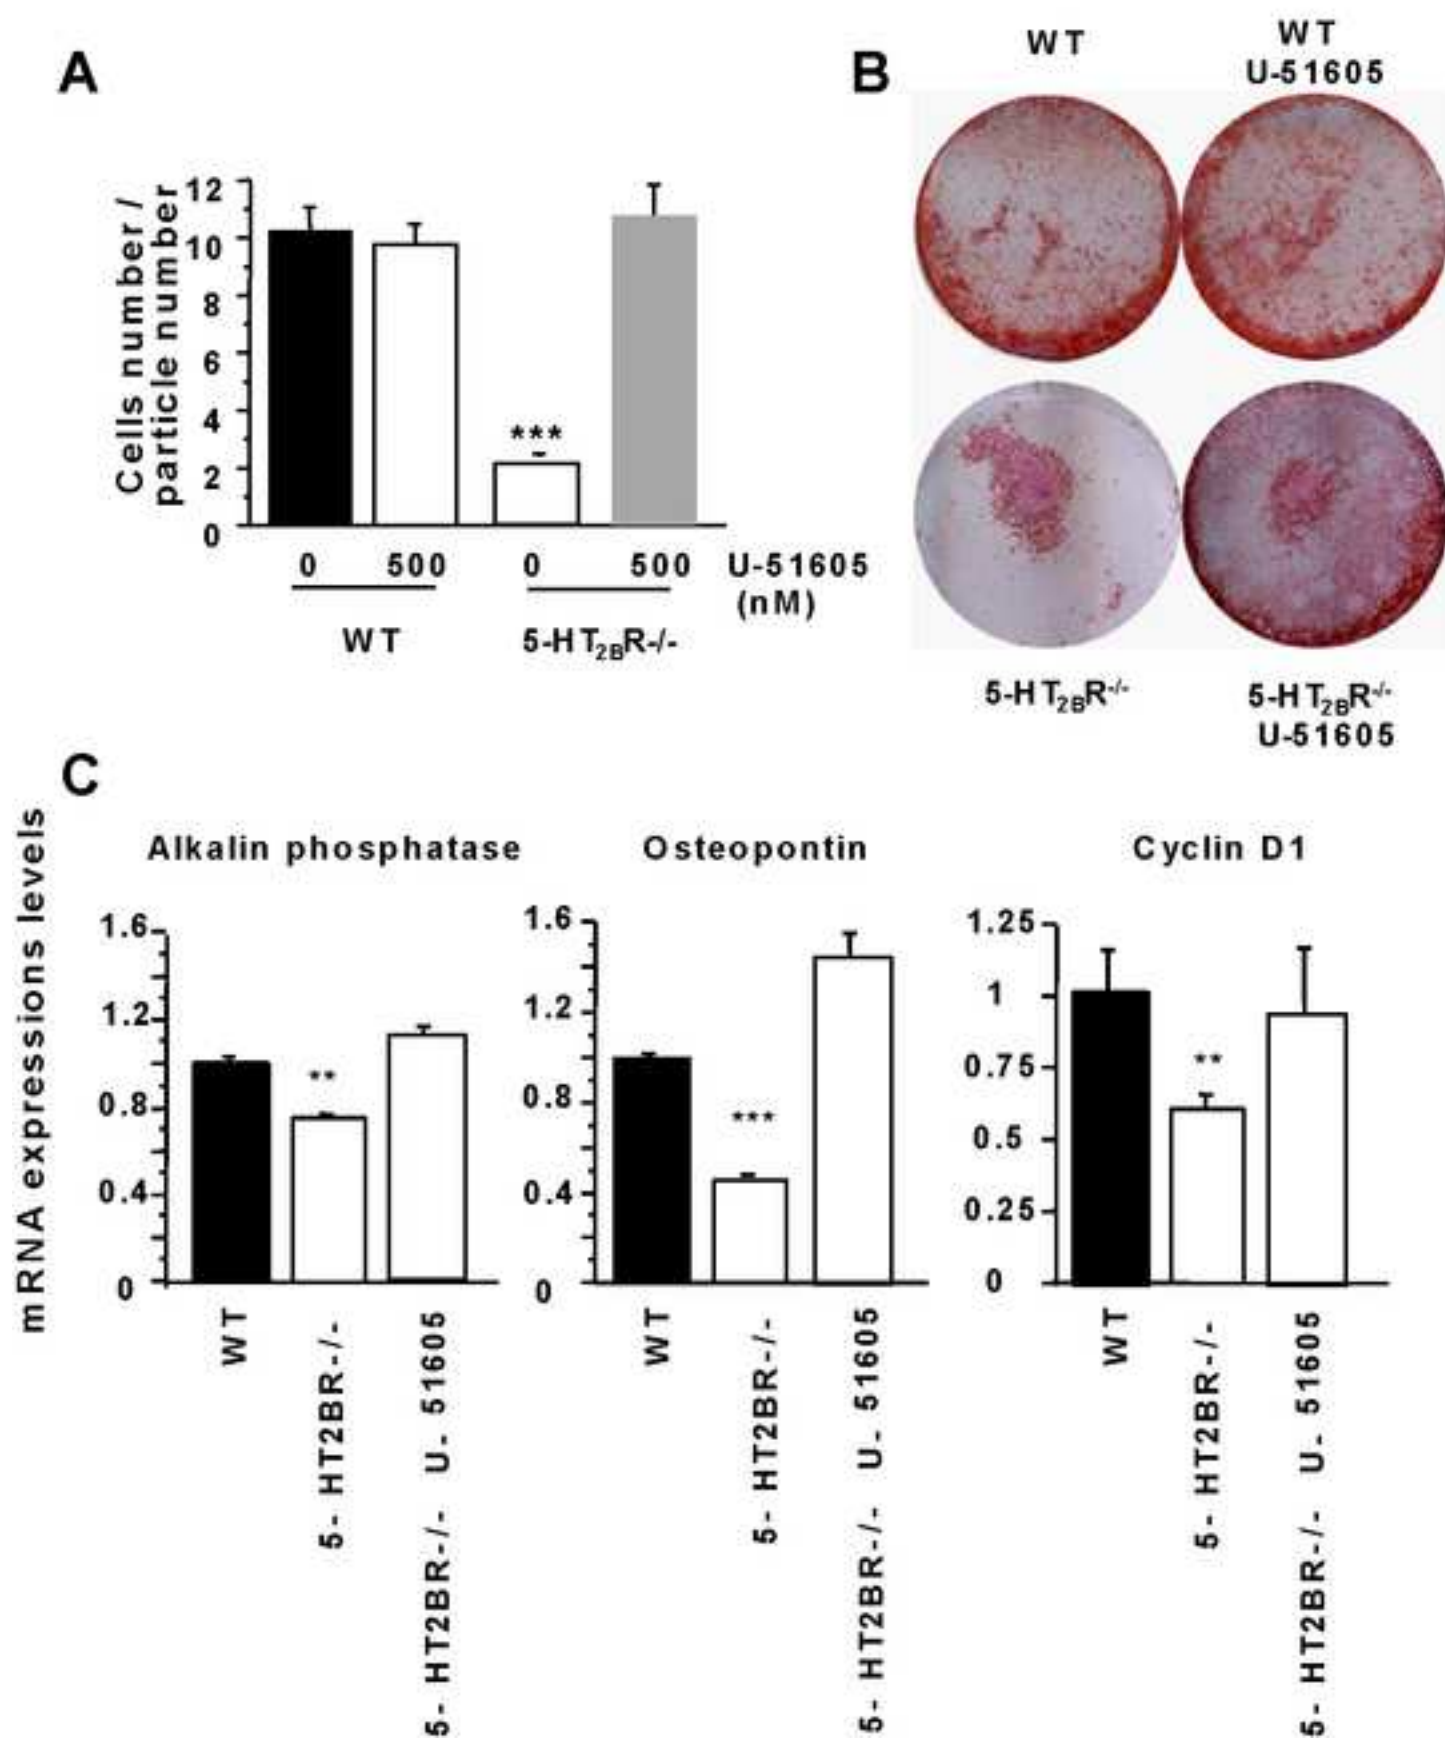 A
Cells number /
particle number
12
10
8
6
4
2
0
***
0 500 0 500 U-51605
(nM)
WT 5-HT2BR-/-
B
WT
WT
U-51605
5-HT2BR-/-
5-HT2BR-/-
U-51605
C
mRNA expressions levels
Alkalin phosphatase
1.6
1.2
0.8
0.4
0
**
WT
5- HT2BR-/-
5- HT2BR-/- U- 51605
Osteopontin
1.6
1.2
0.8
0.4
0
***
WT
5- HT2BR-/-
5- HT2BR-/- U- 51605
Cyclin D1
1.25
1
0.75
0.5
0.25
0
**
WT
5- HT2BR-/-
5- HT2BR-/- U- 51605